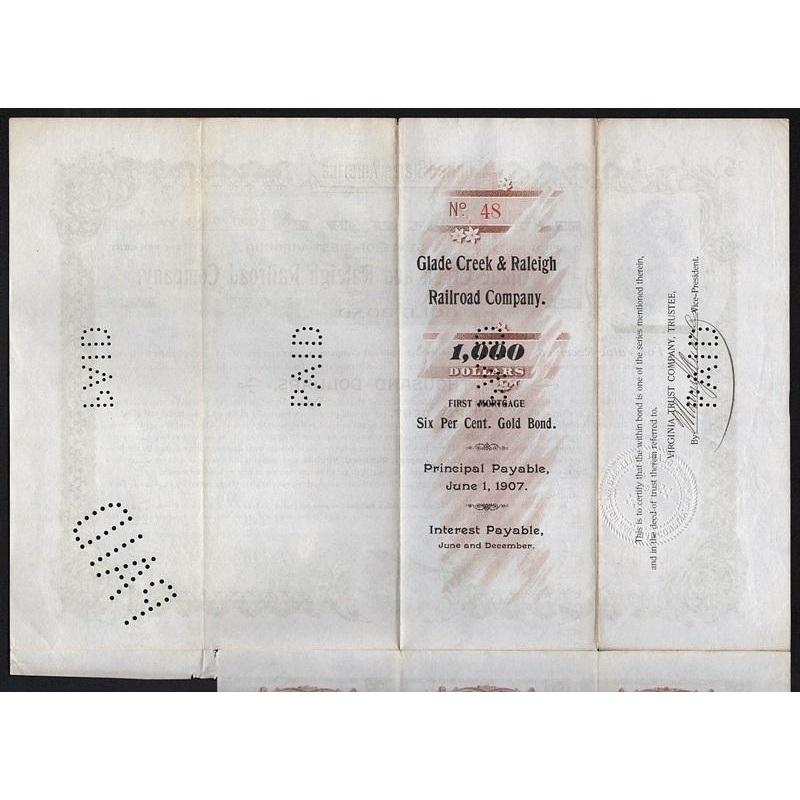 PAID
PAID
PAID
No. 48
Glade Creek & Raleigh
Railroad Company.
1,000
DOLLARS
FIRST MORTGAGE
Six Per Cent. Gold Bond.
Principal Payable,
June 1, 1907.
Interest Payable,
June and December.
This is to certify that the within bond is one of the series mentioned therein,
and in the deed of trust therein referred to.
VIRGINIA TRUST COMPANY, TRUSTEE,
By
Vice-President.
PAID